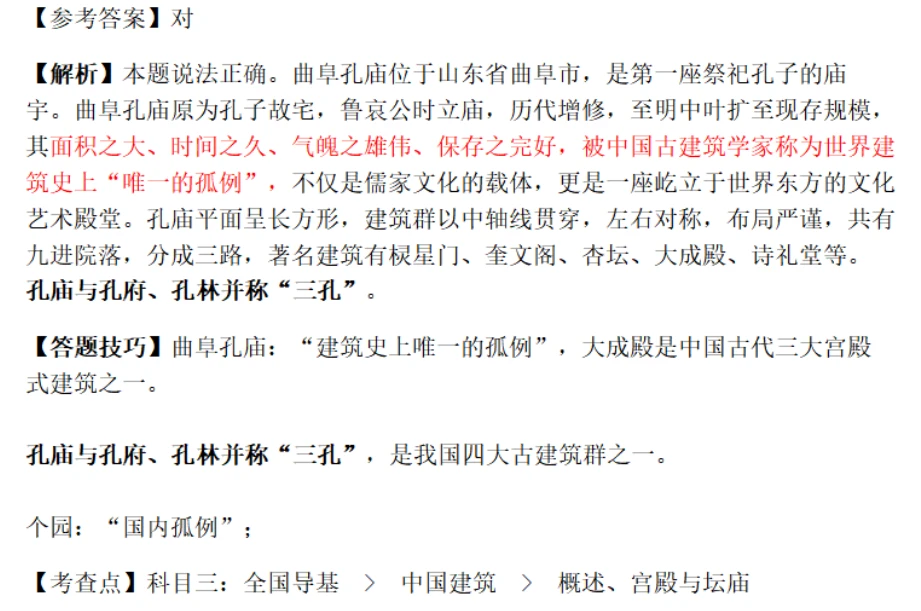 【参考答案】对
【解析】本题说法正确。曲阜孔庙位于山东省曲阜市，是第一座祭祀孔子的庙
宇。曲阜孔庙原为孔子故宅，鲁哀公时立庙，历代增修，至明中叶扩至现存规模，
其面积之大、时间之久、气魄之雄伟、保存之完好，被中国古建筑学家称为世界建
筑史上“唯一的孤例”，不仅是儒家文化的载体，更是一座屹立于世界东方的文化
艺术殿堂。孔庙平面呈长方形，建筑群以中轴线贯穿，左右对称，布局严谨，共有
九进院落，分成三路，著名建筑有棂星门、奎文阁、杏坛、大成殿、诗礼堂等。
孔庙与孔府、孔林并称“三孔”。
【答题技巧】曲阜孔庙：“建筑史上唯一的孤例”，大成殿是中国古代三大宫殿
式建筑之一。
孔庙与孔府、孔林并称“三孔”，是我国四大古建筑群之一。
个园：“国内孤例”；
【考查点】科目三：全国导基 > 中国建筑 > 概述、宫殿与坛庙